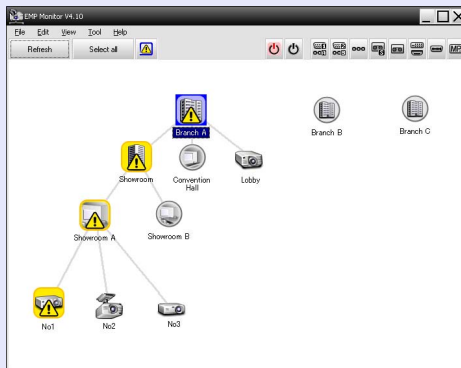 EMP Monitor V4.10
File Edit View Tool Help
Refresh Select all
Branch A
Branch B
Branch C
Showroom
Convention
Hall
Lobby
Showroom A
Showroom B
No1
No2
No3